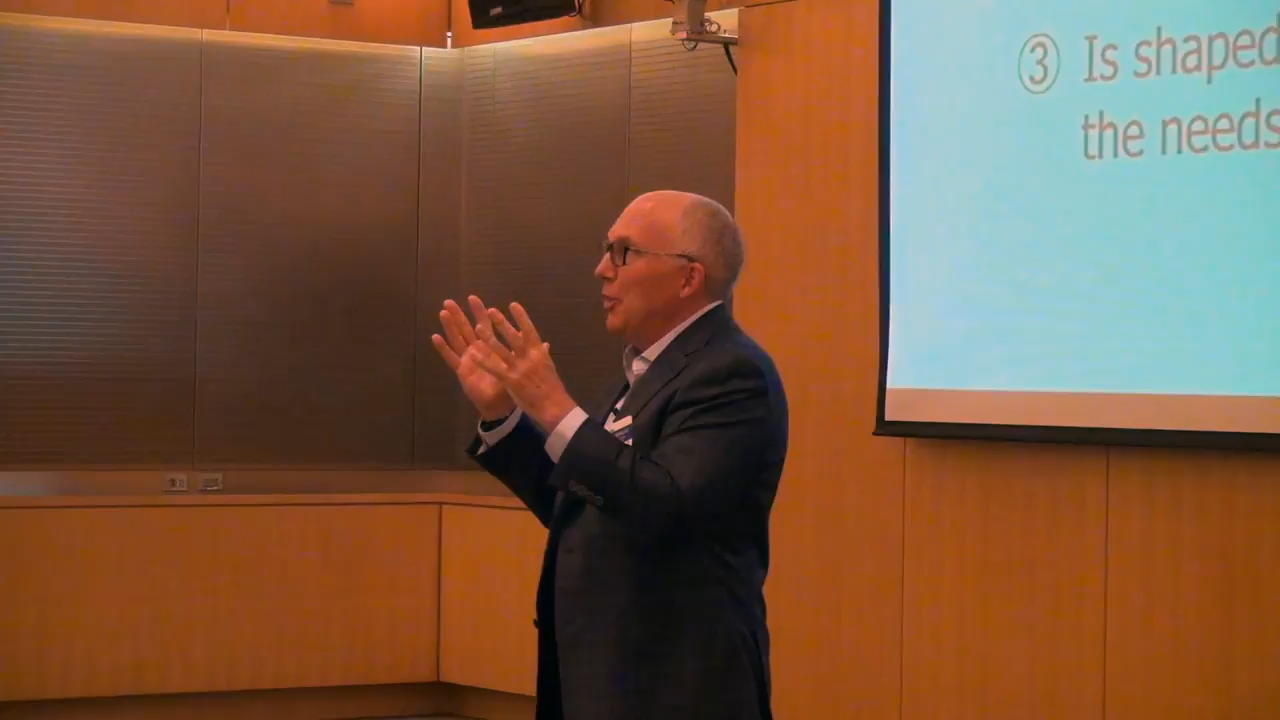 ③ Is shaped
the needs